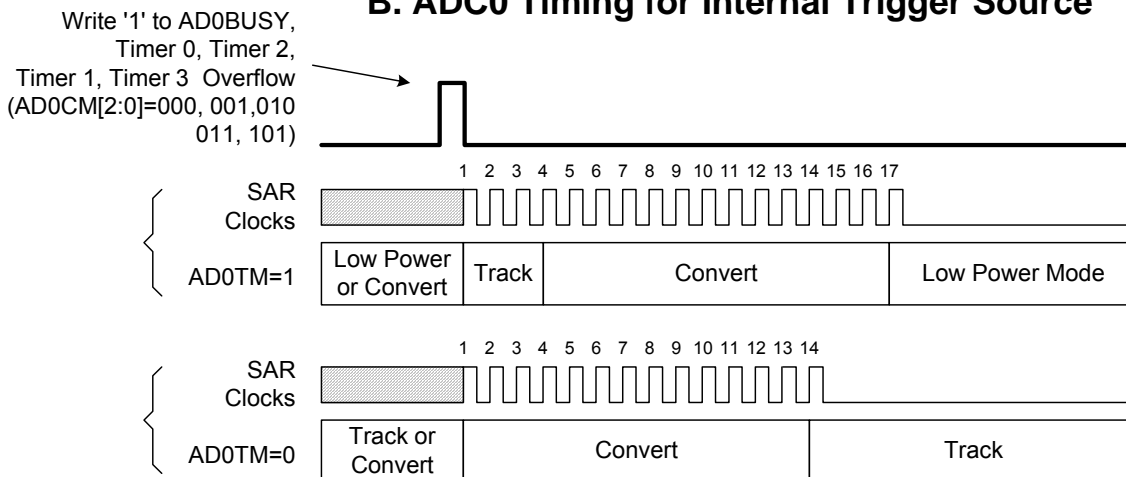 B. ADC0 Timing for Internal Trigger Source
Write '1' to AD0BUSY,
Timer 0, Timer 2,
Timer 1, Timer 3 Overflow
(AD0CM[2:0]=000, 001,010
011, 101)
1 2 3 4 5 6 7 8 9 10 11 12 13 14 15 16 17
SAR
Clocks
AD0TM=1
Low Power
or Convert
Track
Convert
Low Power Mode
1 2 3 4 5 6 7 8 9 10 11 12 13 14
SAR
Clocks
AD0TM=0
Track or
Convert
Convert
Track